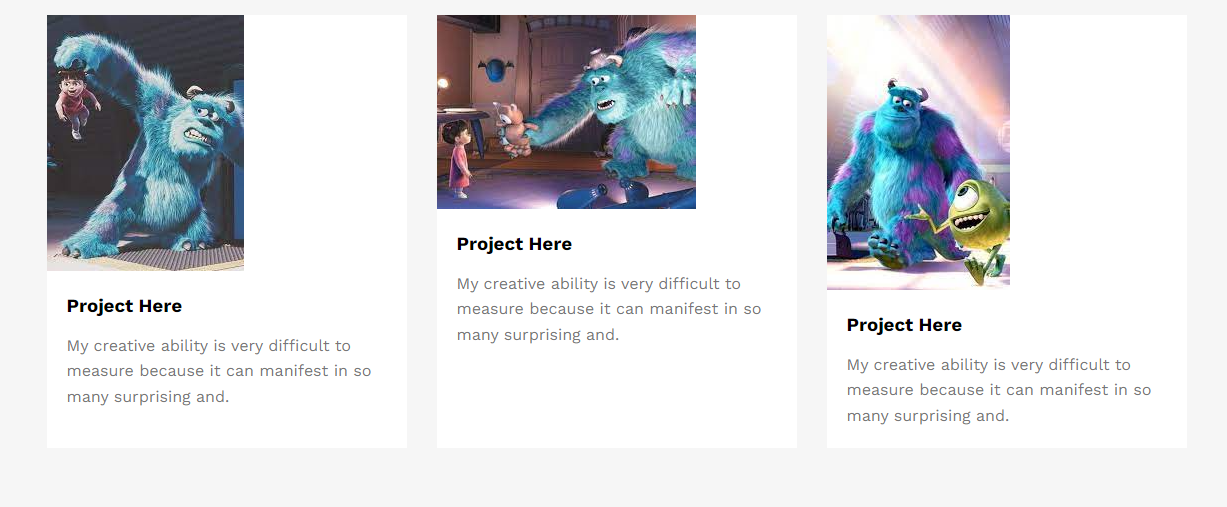 Project Here
My creative ability is very difficult to
measure because it can manifest in so
many surprising and.
Project Here
My creative ability is very difficult to
measure because it can manifest in so
many surprising and.
Project Here
My creative ability is very difficult to
measure because it can manifest in so
many surprising and.